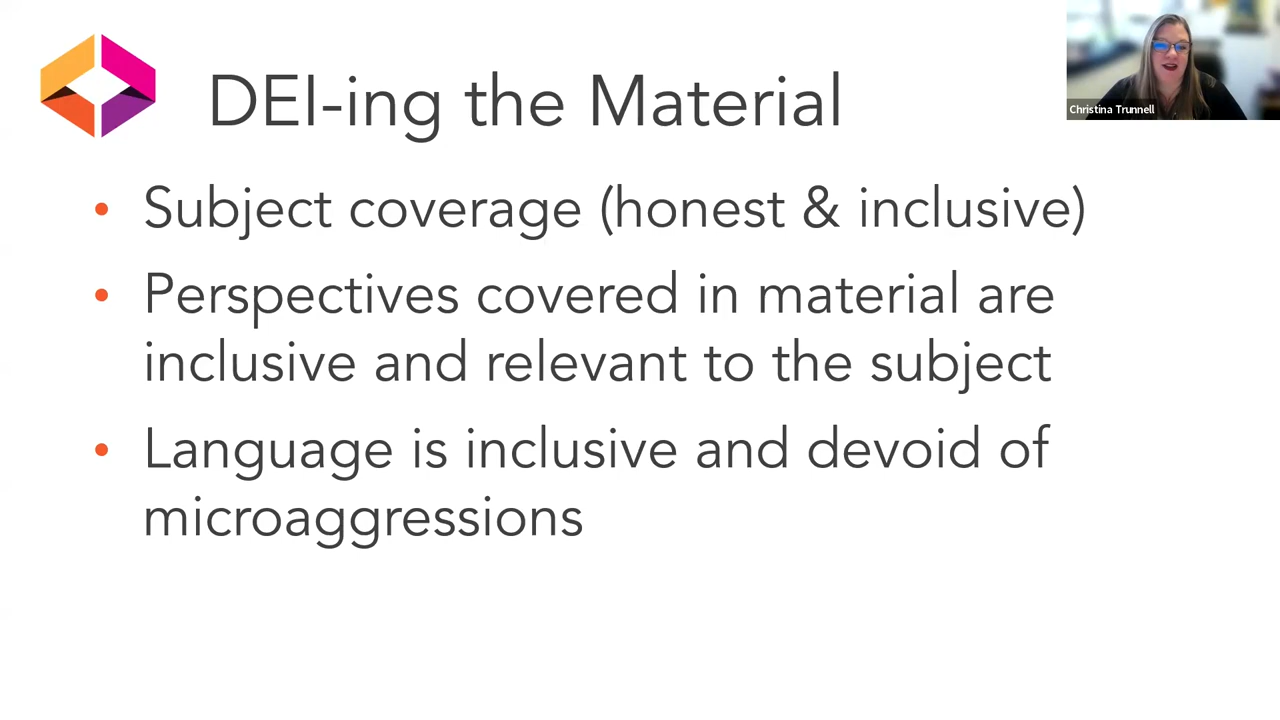 DEI-ing the Material
Christina Trunnell
• Subject coverage (honest & inclusive)
• Perspectives covered in material are
inclusive and relevant to the subject
• Language is inclusive and devoid of
microaggressions